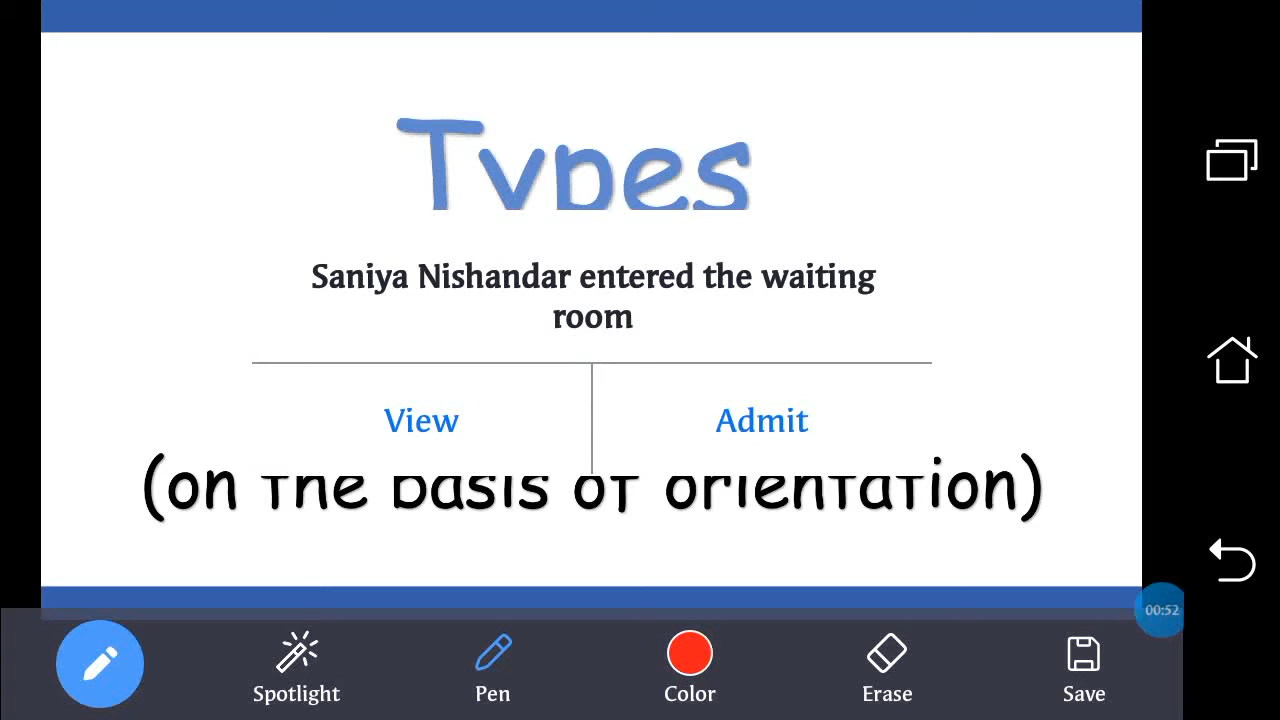 Types
Saniya Nishandar entered the waiting
room
View
Admit
(on the basis of orientation)
00:52
Spotlight
Pen
Color
Erase
Save